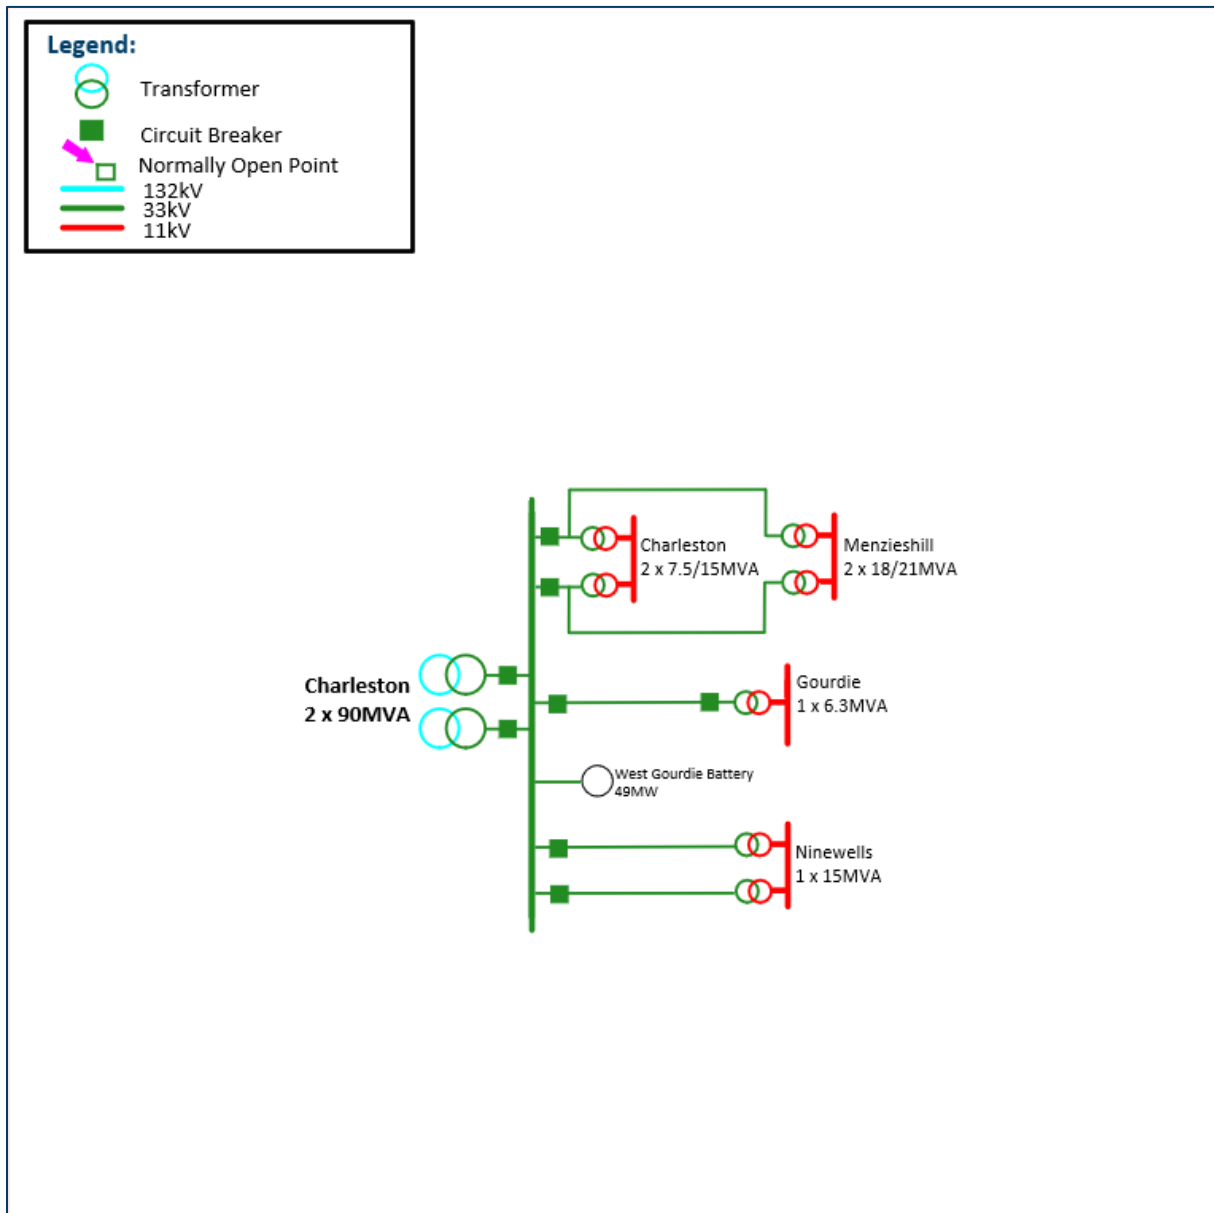 Legend:
Transformer
Circuit Breaker
Normally Open Point
132kV
33kV
11kV
Charleston
2 x 7.5/15MVA
Menzieshill
2 x 18/21MVA
Charleston
2 x 90MVA
Gourdie
1 x 6.3MVA
West Gourdie Battery
49MW
Ninewells
1 x 15MVA